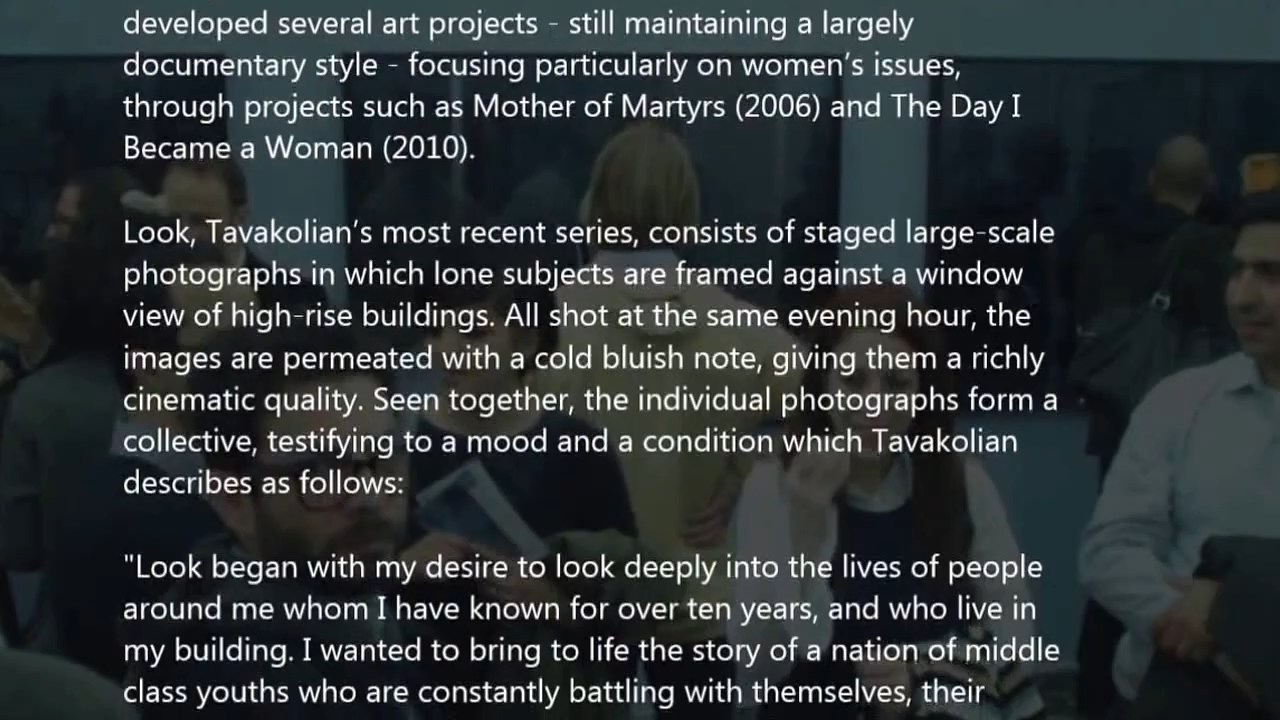 developed several art projects - still maintaining a largely
documentary style - focusing particularly on women's issues,
through projects such as Mother of Martyrs (2006) and The Day I
Became a Woman (2010).
Look, Tavakolian's most recent series, consists of staged large-scale
photographs in which lone subjects are framed against a window
view of high-rise buildings. All shot at the same evening hour, the
images are permeated with a cold bluish note, giving them a richly
cinematic quality. Seen together, the individual photographs form a
collective, testifying to a mood and a condition which Tavakolian
describes as follows:
"Look began with my desire to look deeply into the lives of people
around me whom I have known for over ten years, and who live in
my building. I wanted to bring to life the story of a nation of middle
class youths who are constantly battling with themselves, their